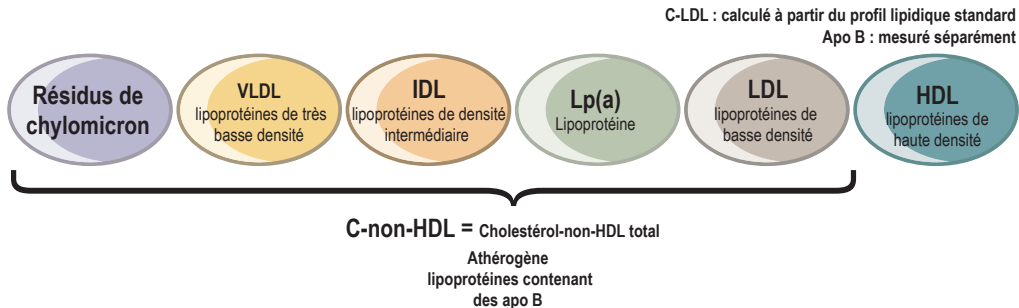 C-LDL : calculé à partir du profil lipidique standard
Apo B : mesuré séparément
Résidus de
chylomicron
VLDL
lipoprotéines de très
basse densité
IDL
lipoprotéines de densité
intermédiaire
Lp(a)
Lipoprotéine
LDL
lipoprotéines de
basse densité
HDL
lipoprotéines de
haute densité
C-non-HDL = Cholestérol-non-HDL total
Athérogène
lipoprotéines contenant
des apo B